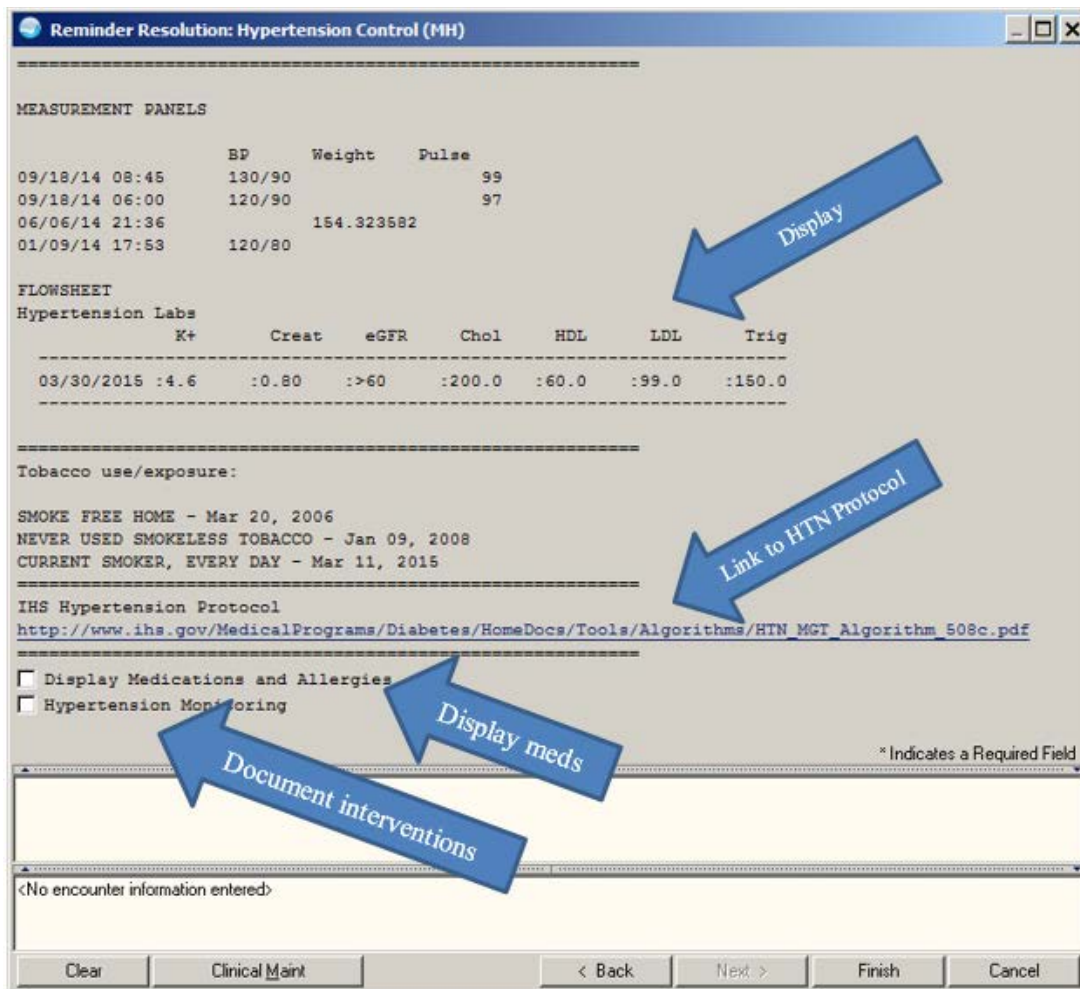 Reminder Resolution: Hypertension Control (MH)
================================================================
MEASUREMENT PANELS
BP Weight Pulse
09/18/14 08:45 130/90 99
09/18/14 06:00 120/90 97
06/06/14 21:36 154.323582
01/09/14 17:53 120/80
Display
FLOWSHEET
Hypertension Labs
K+ Creat eGFR Chol HDL LDL Trig
------------------------------------------------------------------------
03/30/2015 :4.6 :0.80 :>60 :200.0 :60.0 :99.0 :150.0
------------------------------------------------------------------------
================================================================
Tobacco use/exposure:
SMOKE FREE HOME - Mar 20, 2006
NEVER USED SMOKELESS TOBACCO - Jan 09, 2008
CURRENT SMOKER, EVERY DAY - Mar 11, 2015
Link to HTN Protocol
================================================================
IHS Hypertension Protocol
http://www.ihs.gov/MedicalPrograms/Diabetes/HomeDocs/Tools/Algorithms/HTN_MGT_Algorithm_508c.pdf
================================================================
Display Medications and Allergies
Hypertension Monitoring
Display meds
Document interventions
* Indicates a Required Field
<No encounter information entered>
Clear Clinical Maint < Back Next > Finish Cancel